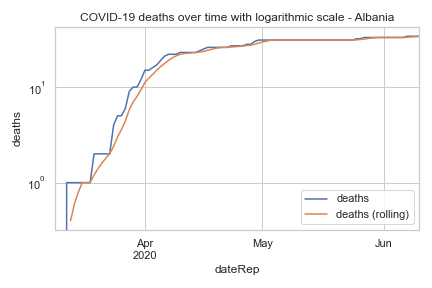 COVID-19 deaths over time with logarithmic scale - Albania
deaths
10¹
10⁰
Apr
2020
May
Jun
dateRep
deaths
deaths (rolling)